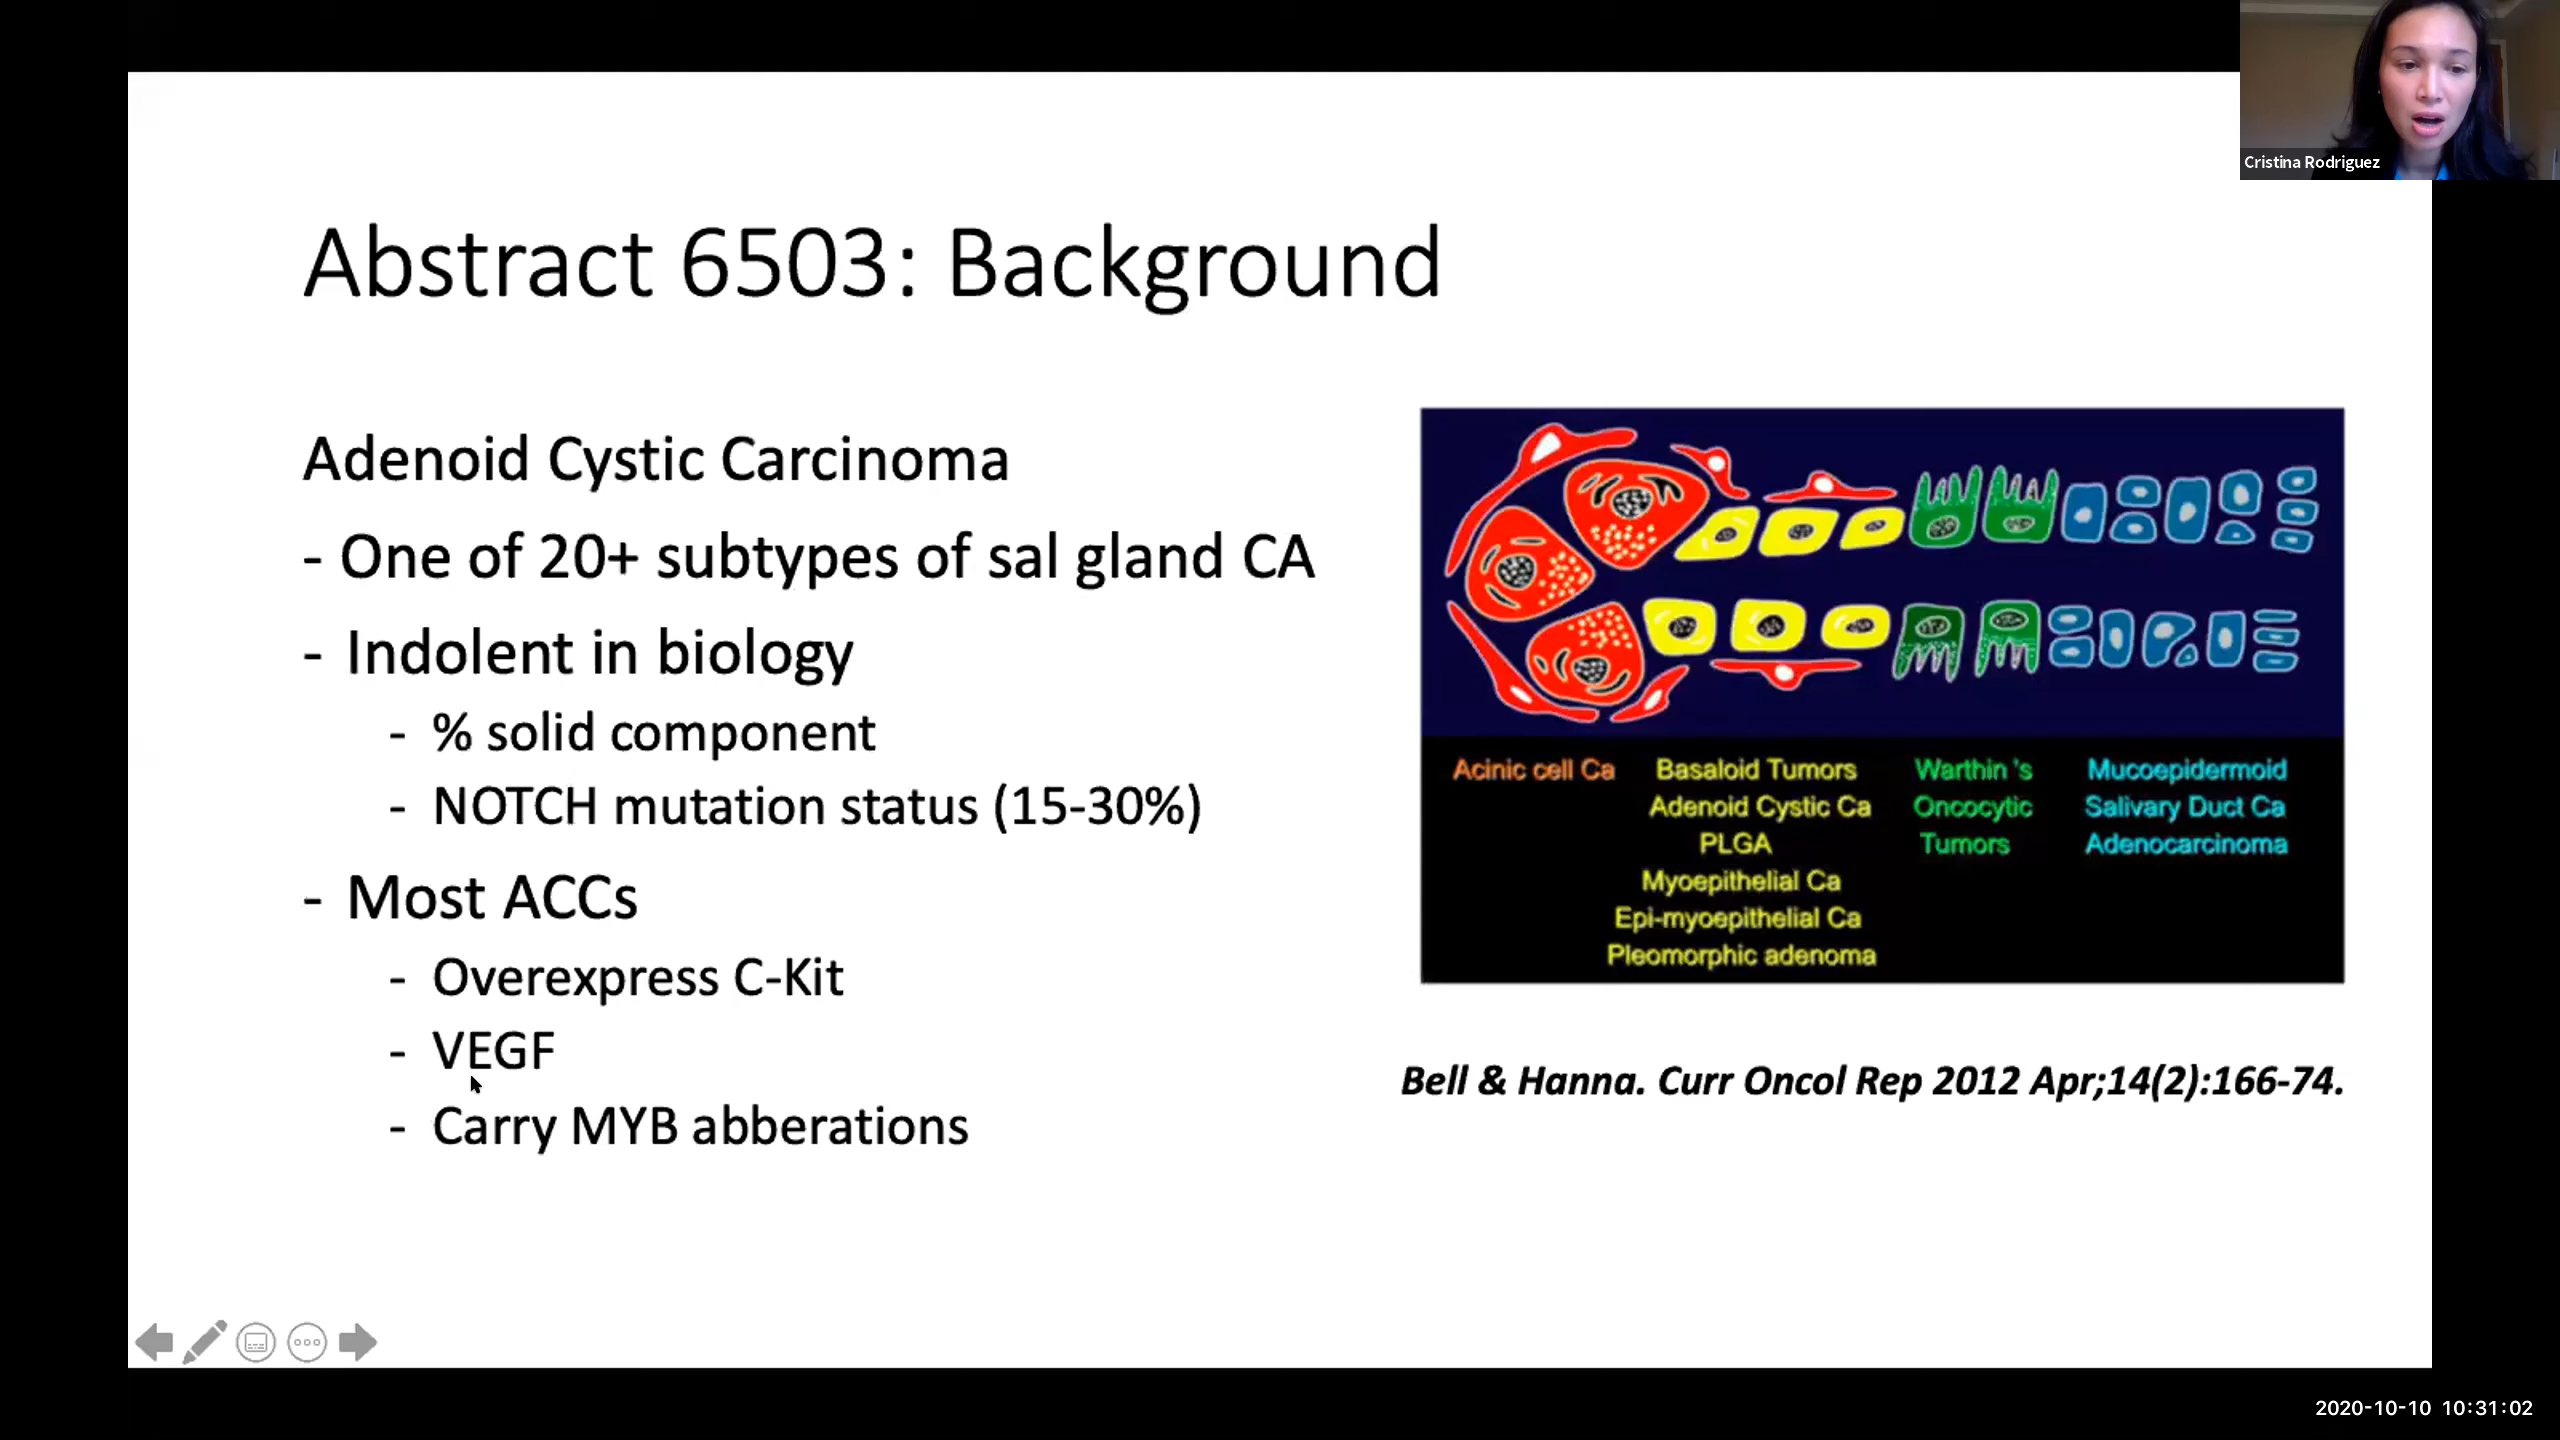 Cristina Rodriguez
Abstract 6503: Background
Adenoid Cystic Carcinoma
- One of 20+ subtypes of sal gland CA
- Indolent in biology
- % solid component
- NOTCH mutation status (15-30%)
- Most ACCs
- Overexpress C-Kit
- VEGF
- Carry MYB abberations
Acinic cell Ca
Basaloid Tumors
Adenoid Cystic Ca
PLGA
Myoepithelial Ca
Epi-myoepithelial Ca
Pleomorphic adenoma
Warthin 's
Oncocytic
Tumors
Mucoepidermoid
Salivary Duct Ca
Adenocarcinoma
Bell & Hanna. Curr Oncol Rep 2012 Apr;14(2):166-74.
2020-10-10 10:31:02